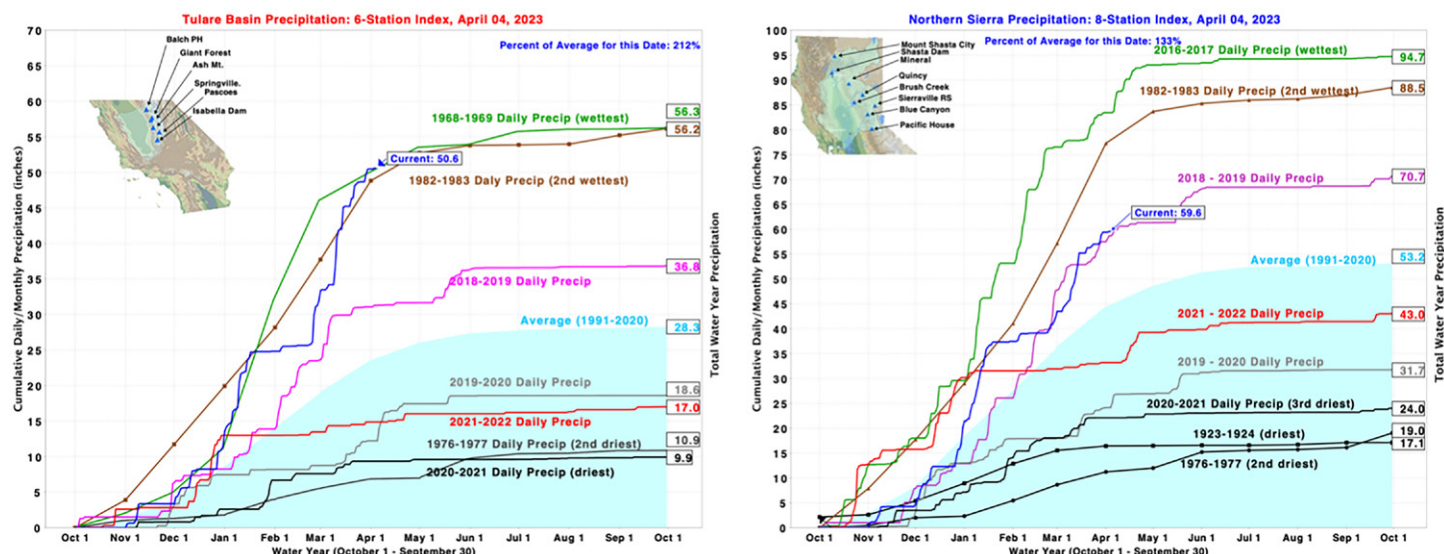 Tulare Basin Precipitation: 6-Station Index, April 04, 2023
Percent of Average for this Date: 212%
Balch PH
Giant Forest
Ash Mt.
Springville.
Pascoes
Isabella Dam
Cumulative Daily/Monthly Precipitation (inches)
70
65
60
55
50
45
40
35
30
25
20
15
10
5
0
1968-1969 Daily Precip (wettest)
56.3
56.2
Current: 50.6
1982-1983 Daly Precip (2nd wettest)
2018-2019 Daily Precip
36.8
Average (1991-2020)
28.3
2019-2020 Daily Precip
18.6
2021-2022 Daily Precip
17.0
1976-1977 Daily Precip (2nd driest)
10.9
2020-2021 Daily Precip (driest)
9.9
Total Water Year Precipitation
Oct 1 Nov 1 Dec 1 Jan 1 Feb 1 Mar 1 Apr 1 May 1 Jun 1 Jul 1 Aug 1 Sep 1 Oct 1
Water Year (October 1 - September 30)
Northern Sierra Precipitation: 8-Station Index, April 04, 2023
Percent of Average for this Date: 133%
Mount Shasta City
Shasta Dam
Mineral
Quincy
Brush Creek
Sierraville RS
Blue Canyon
Pacific House
Cumulative Daily/Monthly Precipitation (inches)
100
95
90
85
80
75
70
65
60
55
50
45
40
35
30
25
20
15
10
5
0
2016-2017 Daily Precip (wettest)
94.7
1982-1983 Daily Precip (2nd wettest)
88.5
2018 - 2019 Daily Precip
70.7
Current: 59.6
Average (1991-2020)
53.2
2021 - 2022 Daily Precip
43.0
2019 - 2020 Daily Precip
31.7
2020-2021 Daily Precip (3rd driest)
24.0
1923-1924 (driest)
19.0
17.1
1976-1977 (2nd driest)
Total Water Year Precipitation
Oct 1 Nov 1 Dec 1 Jan 1 Feb 1 Mar 1 Apr 1 May 1 Jun 1 Jul 1 Aug 1 Sep 1 Oct 1
Water Year (October 1 - September 30)